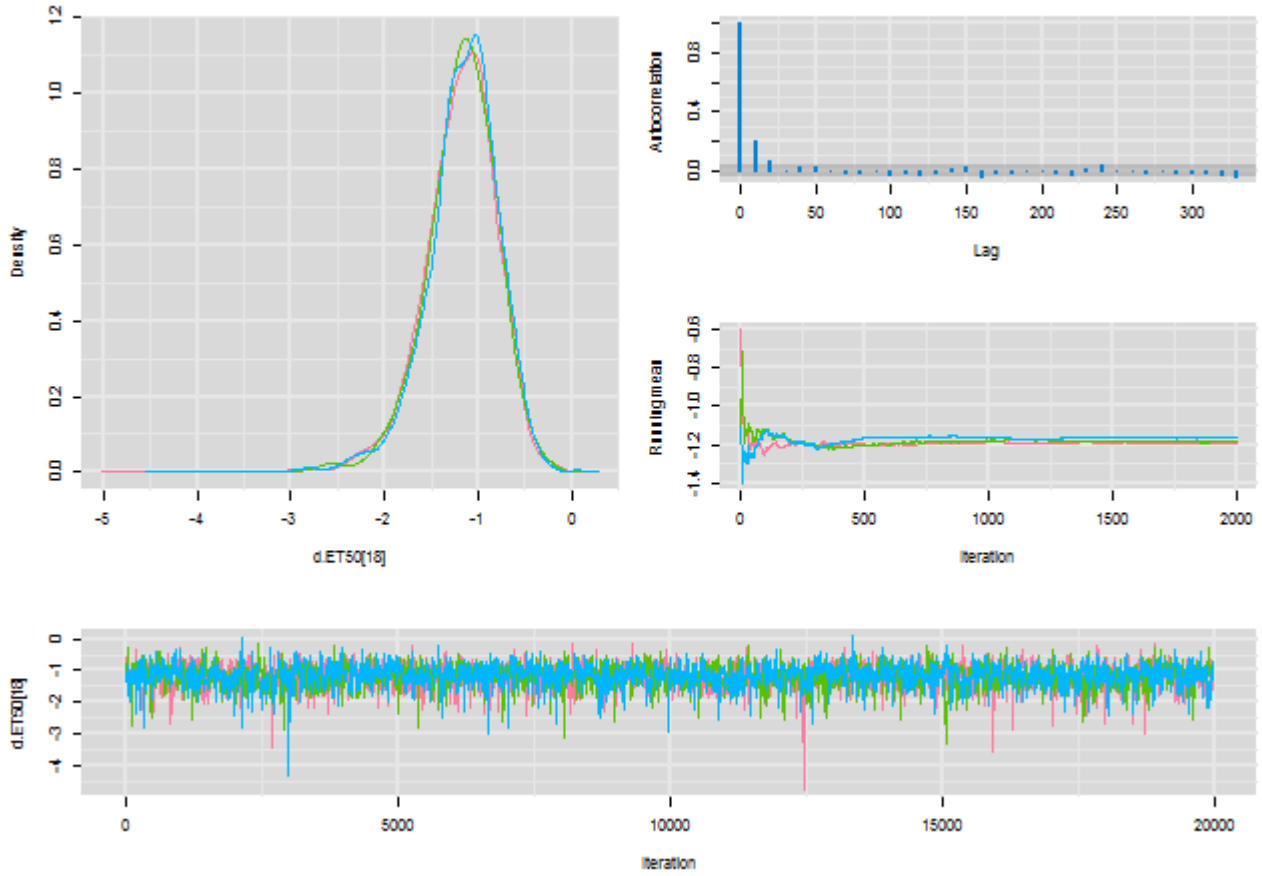 1.2
1.0
0.8
0.6
0.4
0.2
0.0
Density
-5 -4 -3 -2 -1 0
d.ET50[18]
0.8
0.4
0.0
Autocorrelation
0 50 100 150 200 250 300
Lag
-0.6
-0.8
-1.0
-1.2
-1.4
Running mean
0 500 1000 1500 2000
Iteration
0
-1
-2
-3
-4
d.ET50[18]
0 5000 10000 15000 20000
Iteration